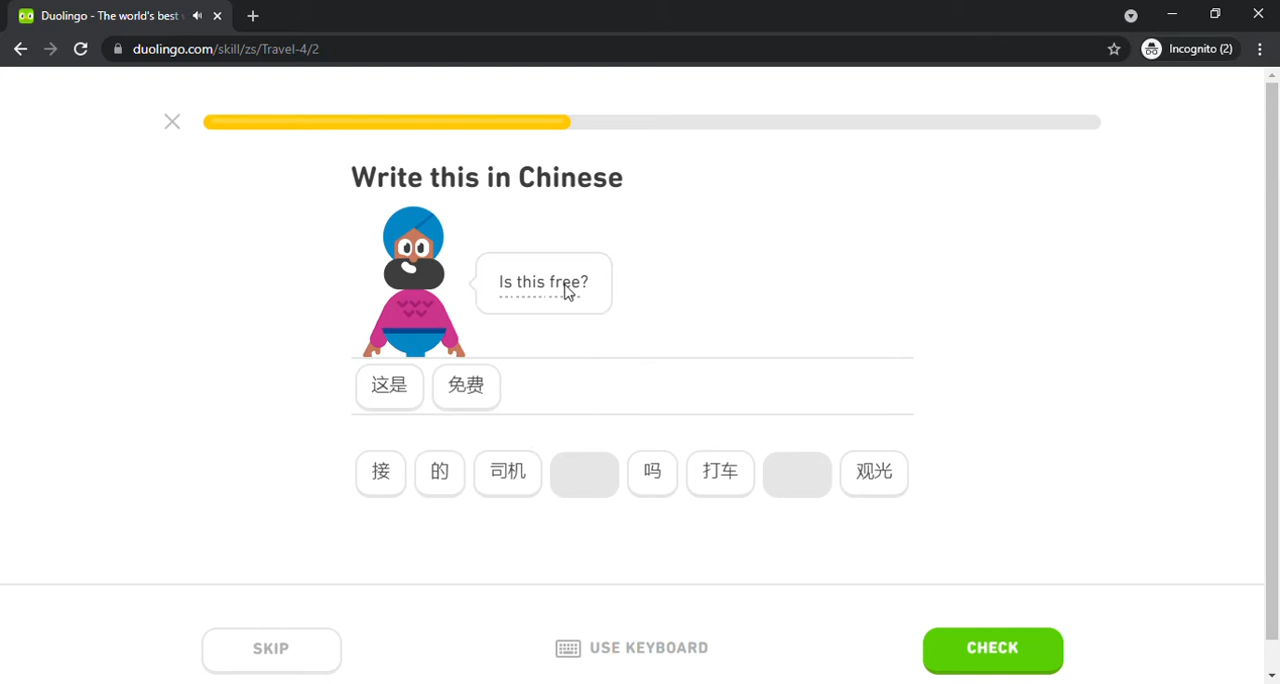 Duolingo - The world's best
duolingo.com/skill/zs/Travel-4/2
Incognito (2)
Write this in Chinese
Is this free?
这是 免费
接 的 司机 吗 打车 观光
SKIP
USE KEYBOARD
CHECK